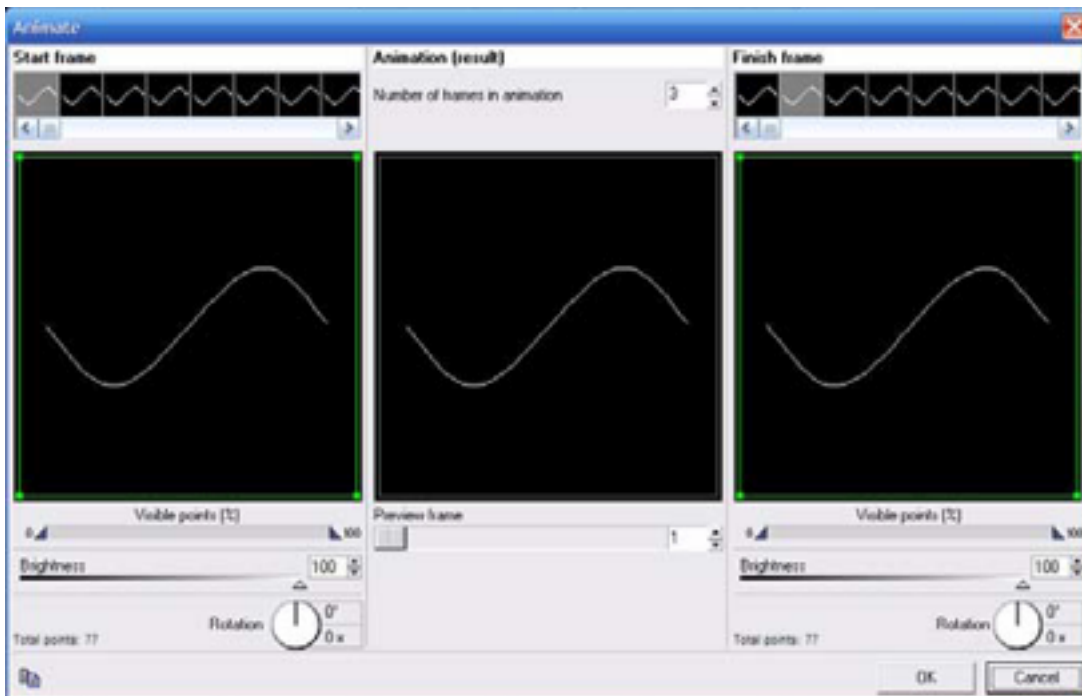 Animate
Start frame
Animation (result)
Finish frame
Number of frames in animation
3
Visible points (%)
0
100
Preview frame
1
Visible points (%)
0
100
Brightness
100
Brightness
100
Rotation
0°
0 x
Total points: 77
Rotation
0°
0 x
Total points: 77
OK
Cancel